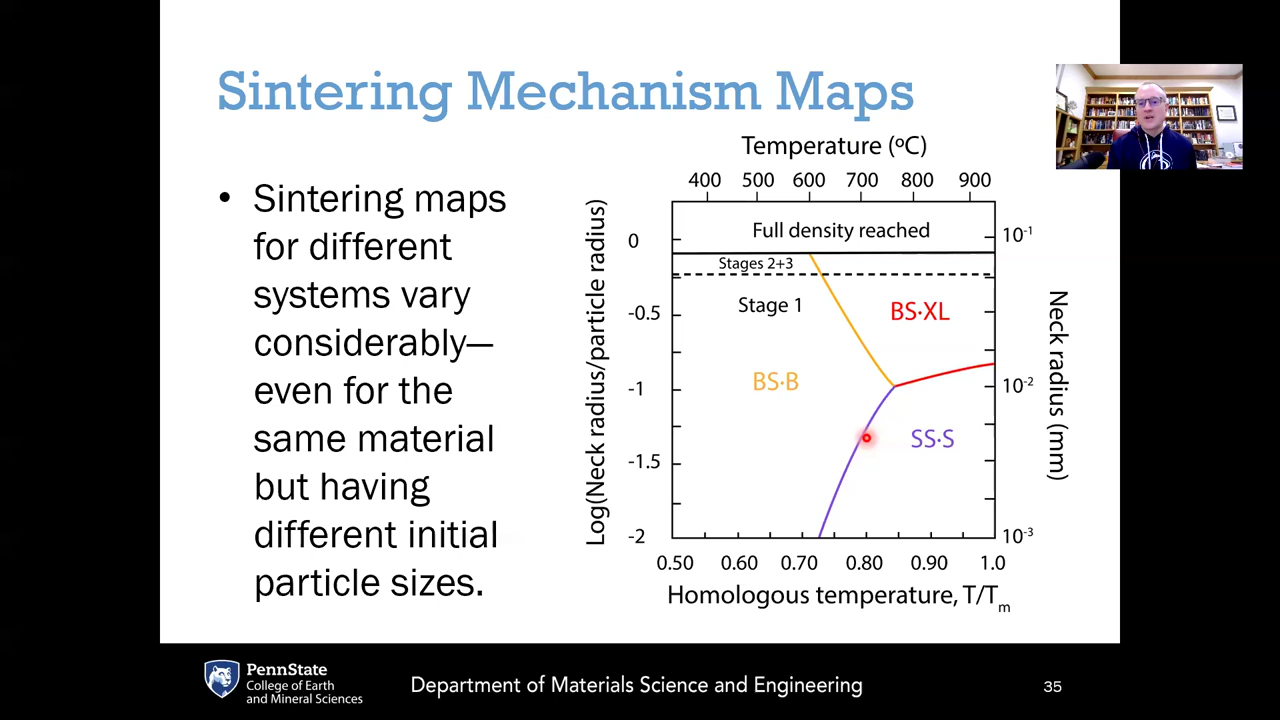 Sintering Mechanism Maps
• Sintering maps
for different
systems vary
considerably—
even for the
same material
but having
different initial
particle sizes.
Temperature (ºC)
400 500 600 700 800 900
Full density reached
Stages 2+3
Stage 1
BS·XL
BS·B
SS·S
Log(Neck radius/particle radius)
0
-0.5
-1
-1.5
-2
10-1
10-2
10-3
Neck radius (mm)
0.50 0.60 0.70 0.80 0.90 1.0
Homologous temperature, T/Tm
PennState
College of Earth
and Mineral Sciences
Department of Materials Science and Engineering
35